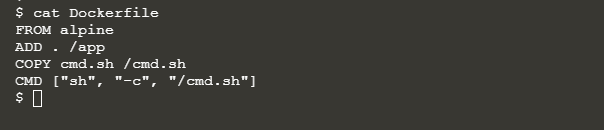 $ cat Dockerfile
FROM alpine
ADD . /app
COPY cmd.sh /cmd.sh
CMD ["sh", "-c", "/cmd.sh"]
$